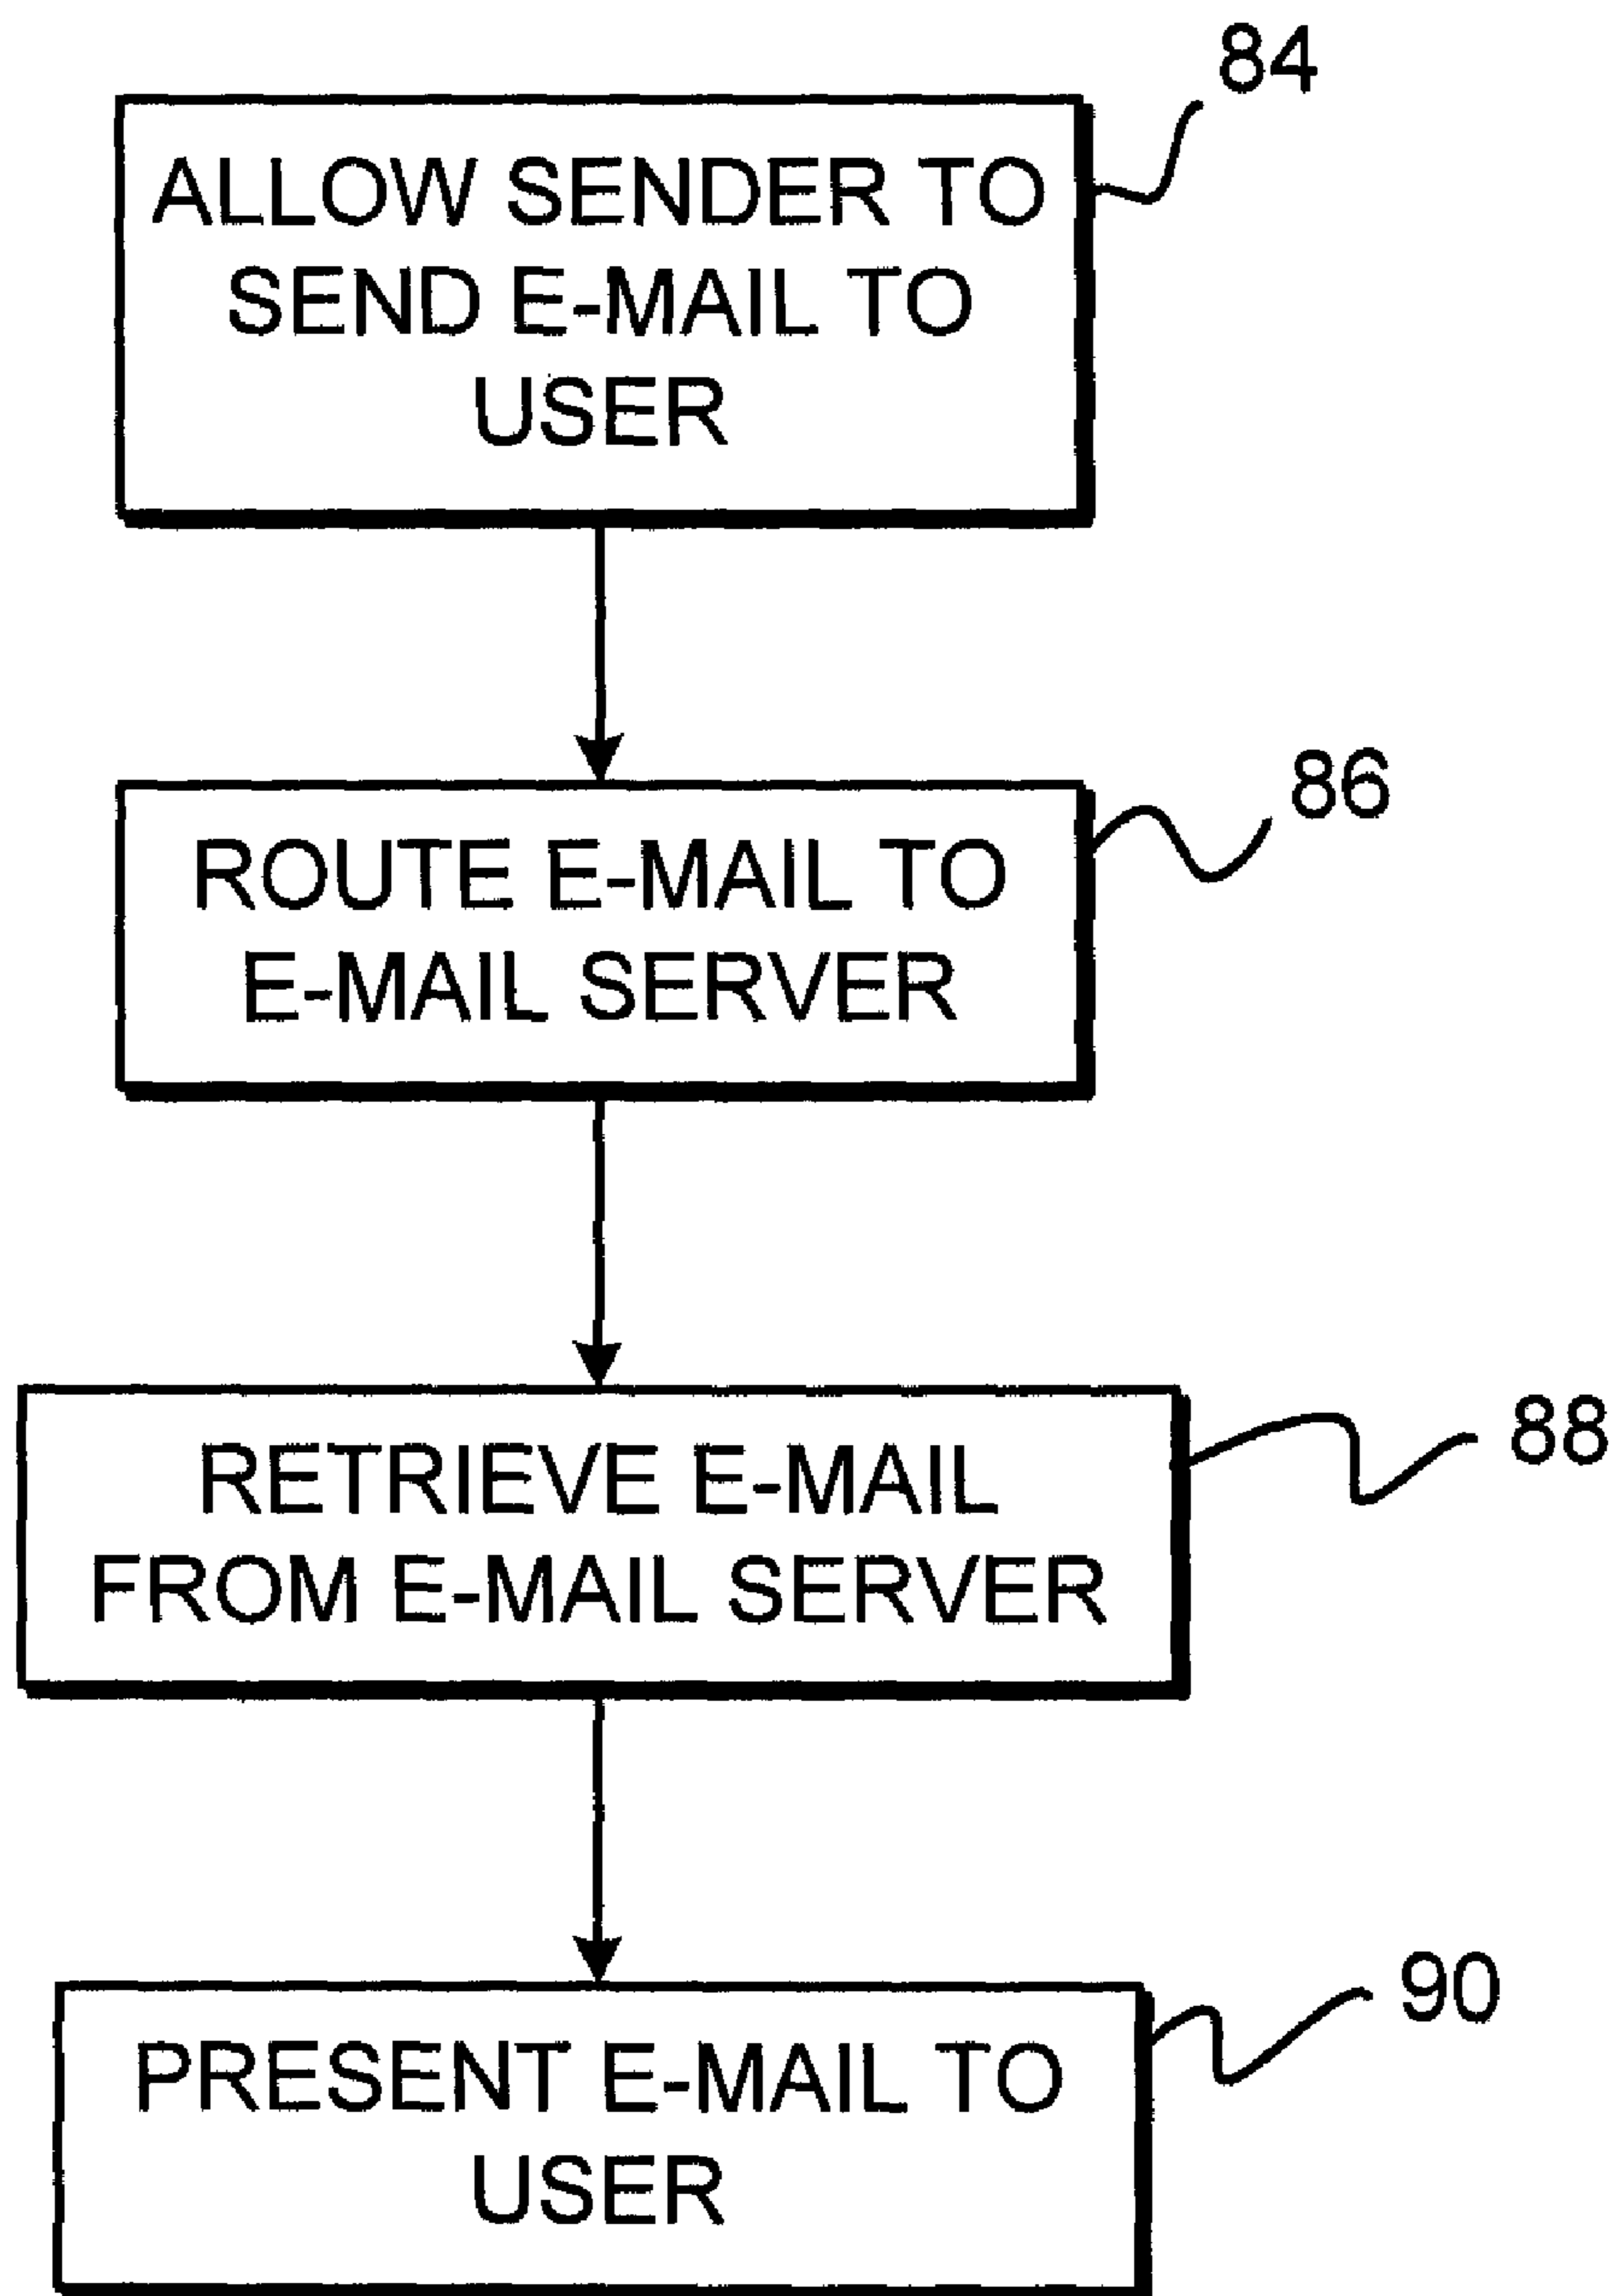 84
ALLOW SENDER TO
SEND E-MAIL TO
USER
86
ROUTE E-MAIL TO
E-MAIL SERVER
88
RETRIEVE E-MAIL
FROM E-MAIL SERVER
90
PRESENT E-MAIL TO
USER